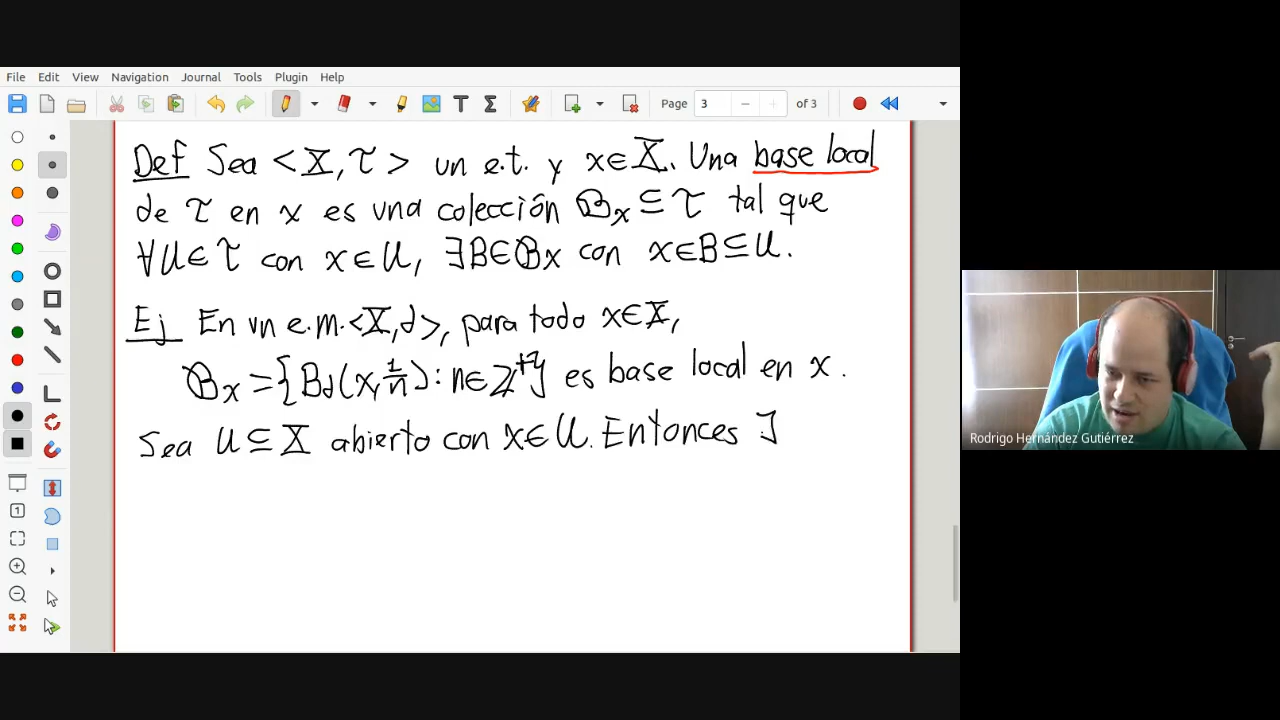 File Edit View Navigation Journal Tools Plugin Help
Page 3 of 3
Def Sea <X, τ> un e.t. y x∈X. Una base local
de τ en x es una colección ℬx ⊆ τ tal que
∀U∈τ con x∈U, ∃B∈ℬx con x∈B⊆U.
Ej En un e.m. <X,d>, para todo x∈X,
ℬx = {Bd(x, 1/n) : n∈ℤ⁺} es base local en x.
Sea U⊆X abierto con x∈U. Entonces ∃
Rodrigo Hernández Gutiérrez